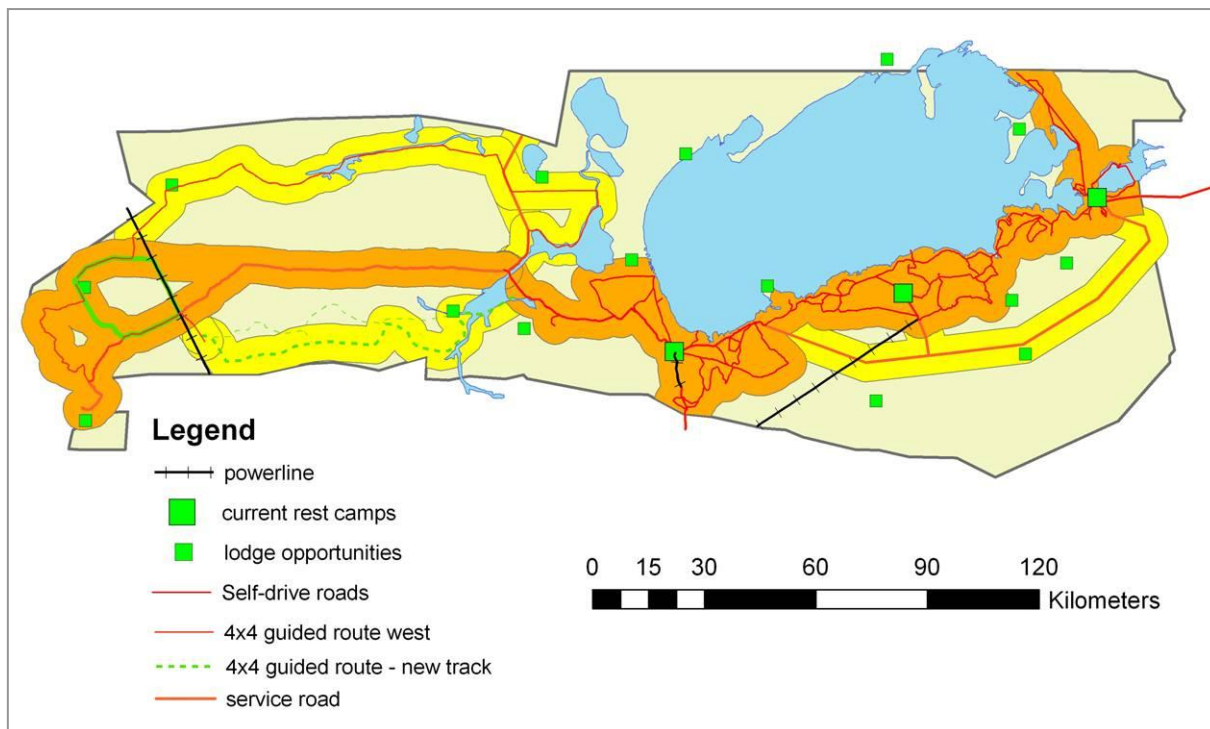 Legend
powerline
current rest camps
lodge opportunities
Self-drive roads
4x4 guided route west
4x4 guided route - new track
service road
0 15 30 60 90 120
Kilometers